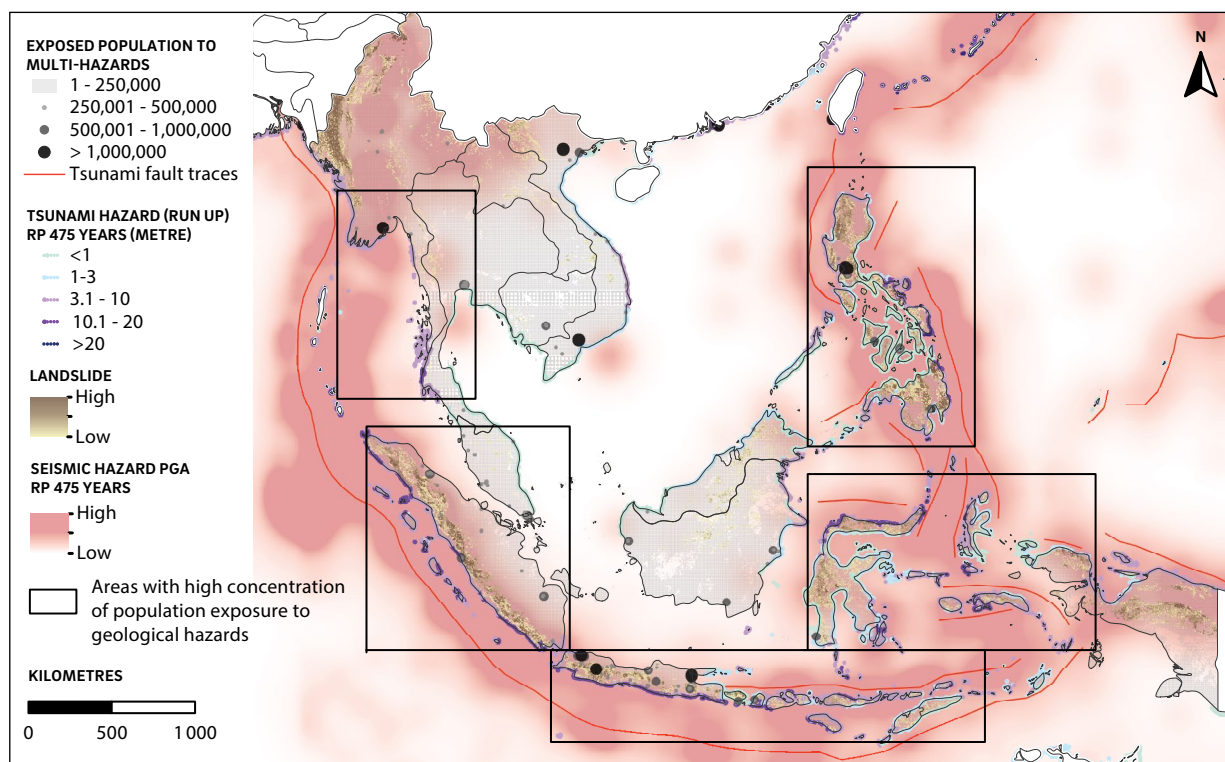 EXPOSED POPULATION TO
MULTI-HAZARDS
1 - 250,000
250,001 - 500,000
500,001 - 1,000,000
> 1,000,000
Tsunami fault traces
TSUNAMI HAZARD (RUN UP)
RP 475 YEARS (METRE)
<1
1-3
3.1 - 10
10.1 - 20
>20
LANDSLIDE
High
Low
SEISMIC HAZARD PGA
RP 475 YEARS
High
Low
Areas with high concentration
of population exposure to
geological hazards
KILOMETRES
0 500 1000
N